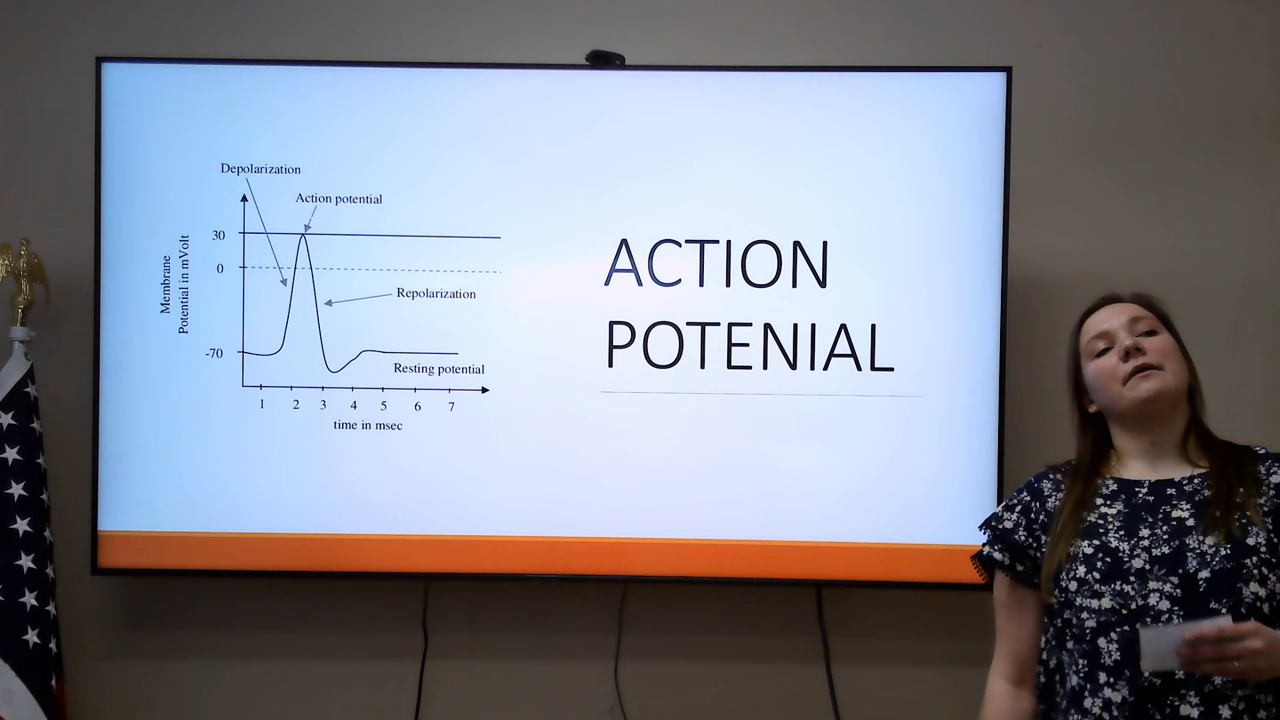 Depolarization
Action potential
30
0
Membrane
Potential in mVolt
Repolarization
-70
Resting potential
1 2 3 4 5 6 7
time in msec
ACTION
POTENIAL